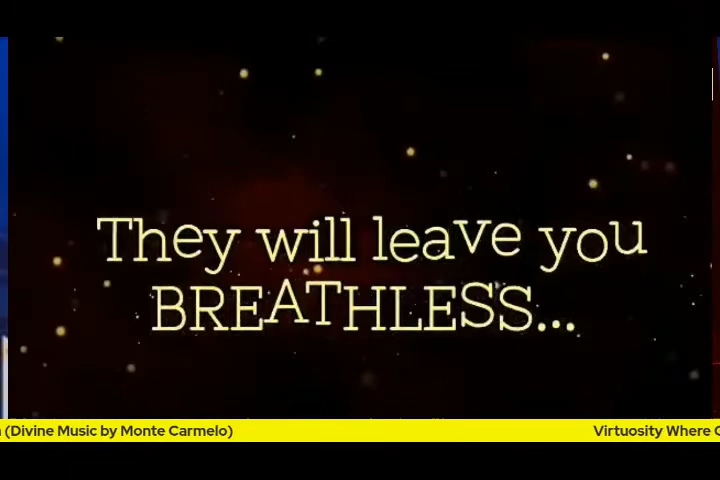 They will leave you
BREATHLESS...
(Divine Music by Monte Carmelo)
Virtuosity Where